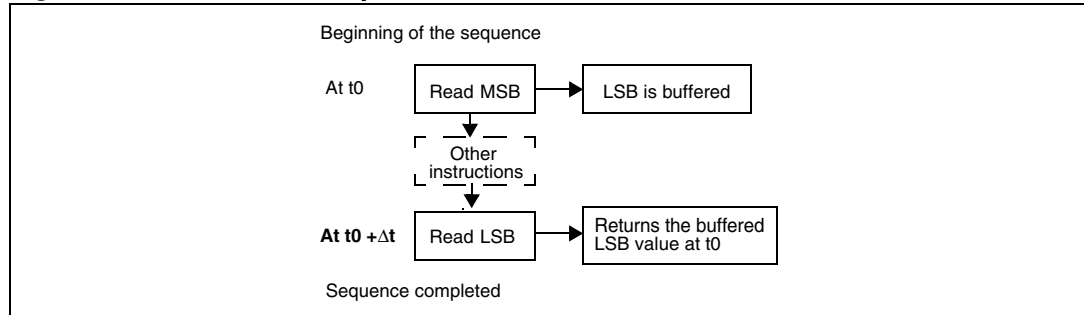 Beginning of the sequence
At t0
Read MSB
LSB is buffered
Other
instructions
At t0 +Δt
Read LSB
Returns the buffered
LSB value at t0
Sequence completed